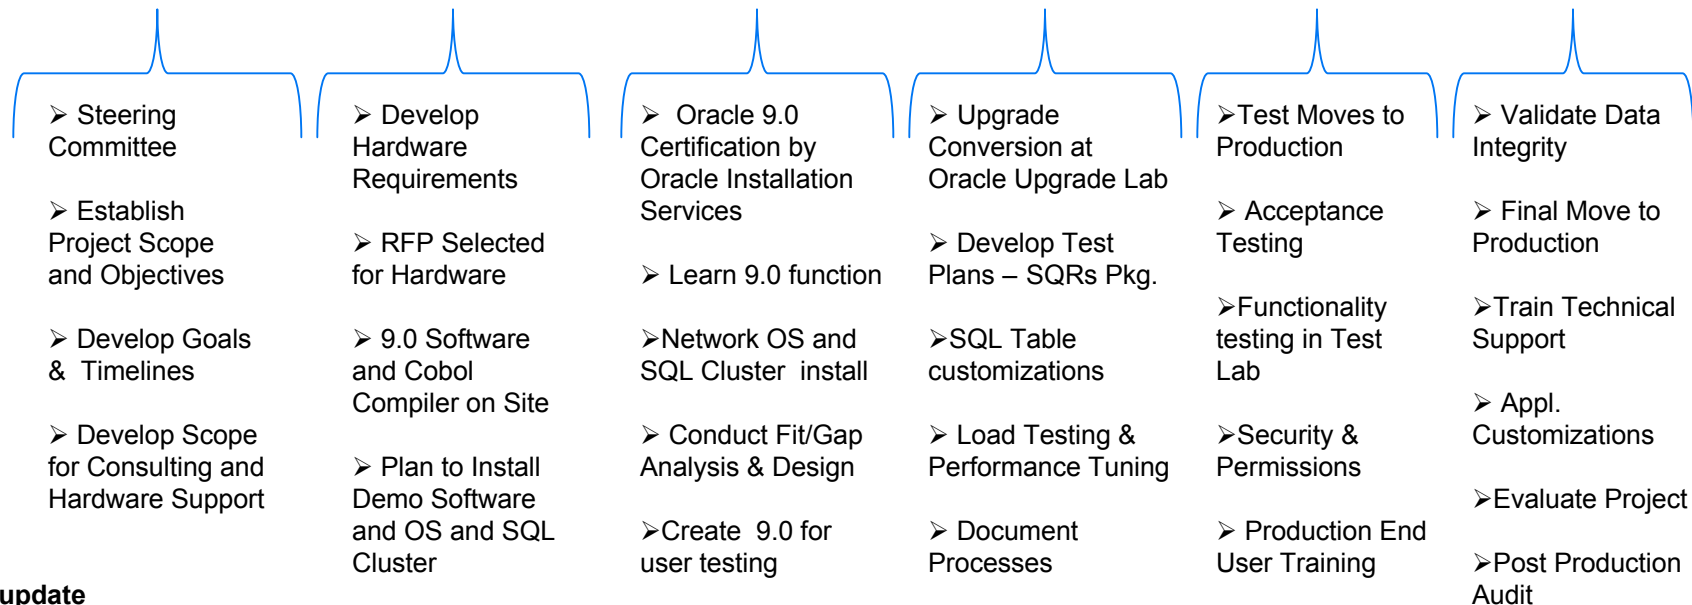 ➢ Steering
Committee
➢ Establish
Project Scope
and Objectives
➢ Develop Goals
& Timelines
➢ Develop Scope
for Consulting and
Hardware Support
➢ Develop
Hardware
Requirements
➢ RFP Selected
for Hardware
➢ 9.0 Software
and Cobol
Compiler on Site
➢ Plan to Install
Demo Software
and OS and SQL
Cluster
➢ Oracle 9.0
Certification by
Oracle Installation
Services
➢ Learn 9.0 function
➢Network OS and
SQL Cluster install
➢ Conduct Fit/Gap
Analysis & Design
➢Create 9.0 for
user testing
➢ Upgrade
Conversion at
Oracle Upgrade Lab
➢ Develop Test
Plans – SQRs Pkg.
➢SQL Table
customizations
➢ Load Testing &
Performance Tuning
➢ Document
Processes
➢Test Moves to
Production
➢ Acceptance
Testing
➢Functionality
testing in Test
Lab
➢Security &
Permissions
➢ Production End
User Training
➢ Validate Data
Integrity
➢ Final Move to
Production
➢Train Technical
Support
➢ Appl.
Customizations
➢Evaluate Project
➢Post Production
Audit
update